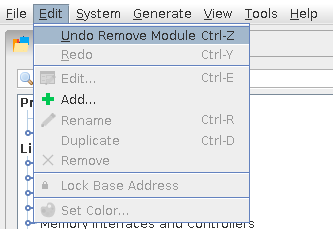 File Edit System Generate View Tools Help
Undo Remove Module Ctrl-Z
Redo Ctrl-Y
Edit... Ctrl-E
Add...
Rename Ctrl-R
Duplicate Ctrl-D
Remove
Lock Base Address
Set Color...
Pr
Li
Memory Interfaces and Controllers